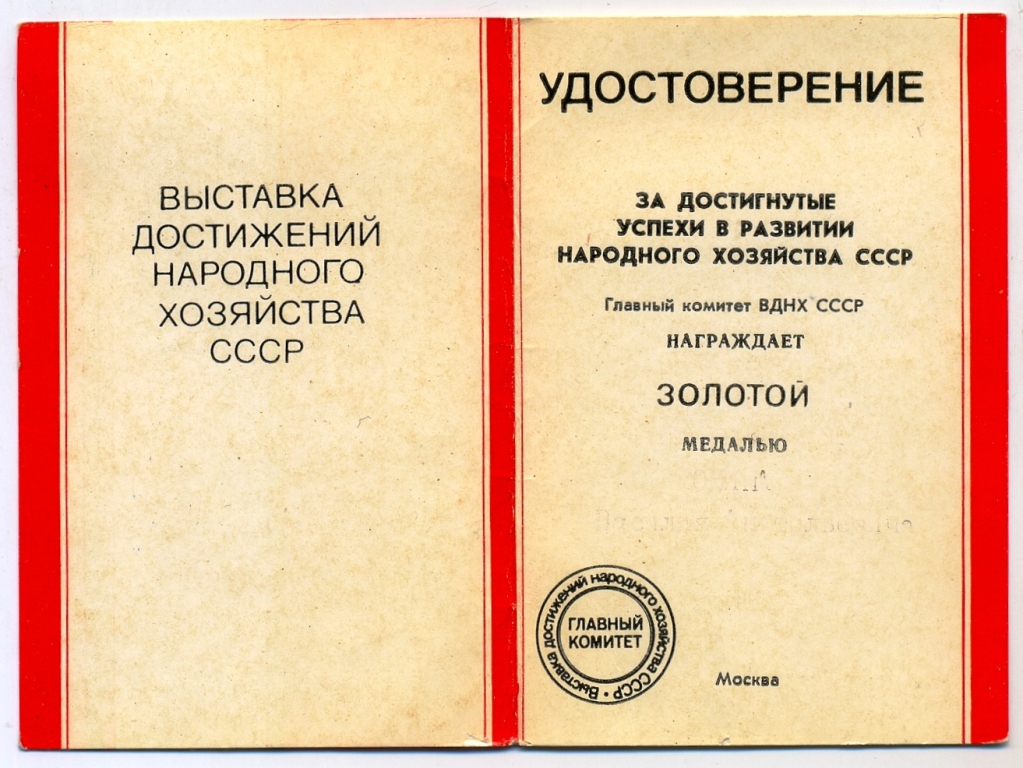 ВЫСТАВКА
ДОСТИЖЕНИЙ
НАРОДНОГО
ХОЗЯЙСТВА
СССР
УДОСТОВЕРЕНИЕ
ЗА ДОСТИГНУТЫЕ
УСПЕХИ В РАЗВИТИИ
НАРОДНОГО ХОЗЯЙСТВА СССР
Главный комитет ВДНХ СССР
НАГРАЖДАЕТ
ЗОЛОТОЙ
МЕДАЛЬЮ
Выставка достижений народного хозяйства СССР •
ГЛАВНЫЙ
КОМИТЕТ
Москва